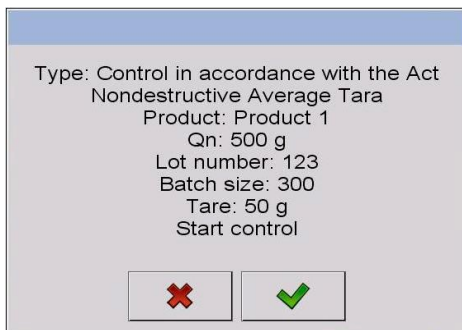 Type: Control in accordance with the Act
Nondestructive Average Tara
Product: Product 1
Qn: 500 g
Lot number: 123
Batch size: 300
Tare: 50 g
Start control